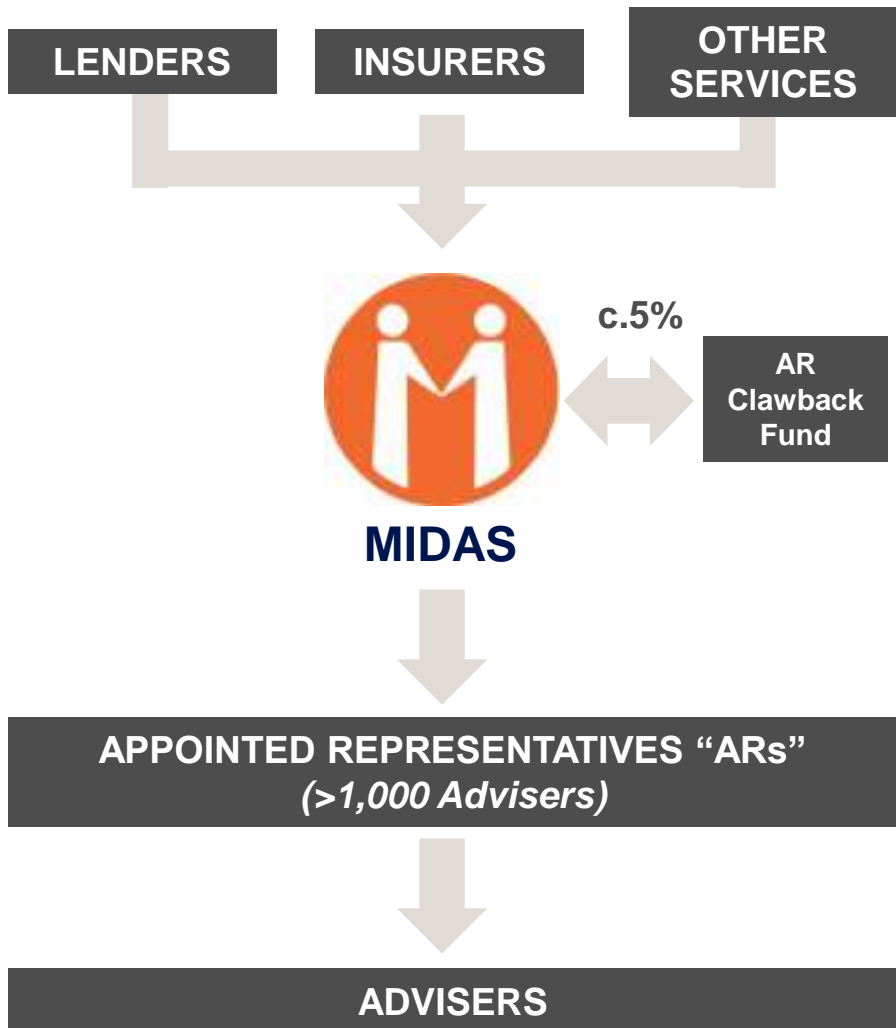 LENDERS
INSURERS
OTHER
SERVICES
c.5%
AR
Clawback
Fund
MIDAS
APPOINTED REPRESENTATIVES “ARs”
(>1,000 Advisers)
ADVISERS